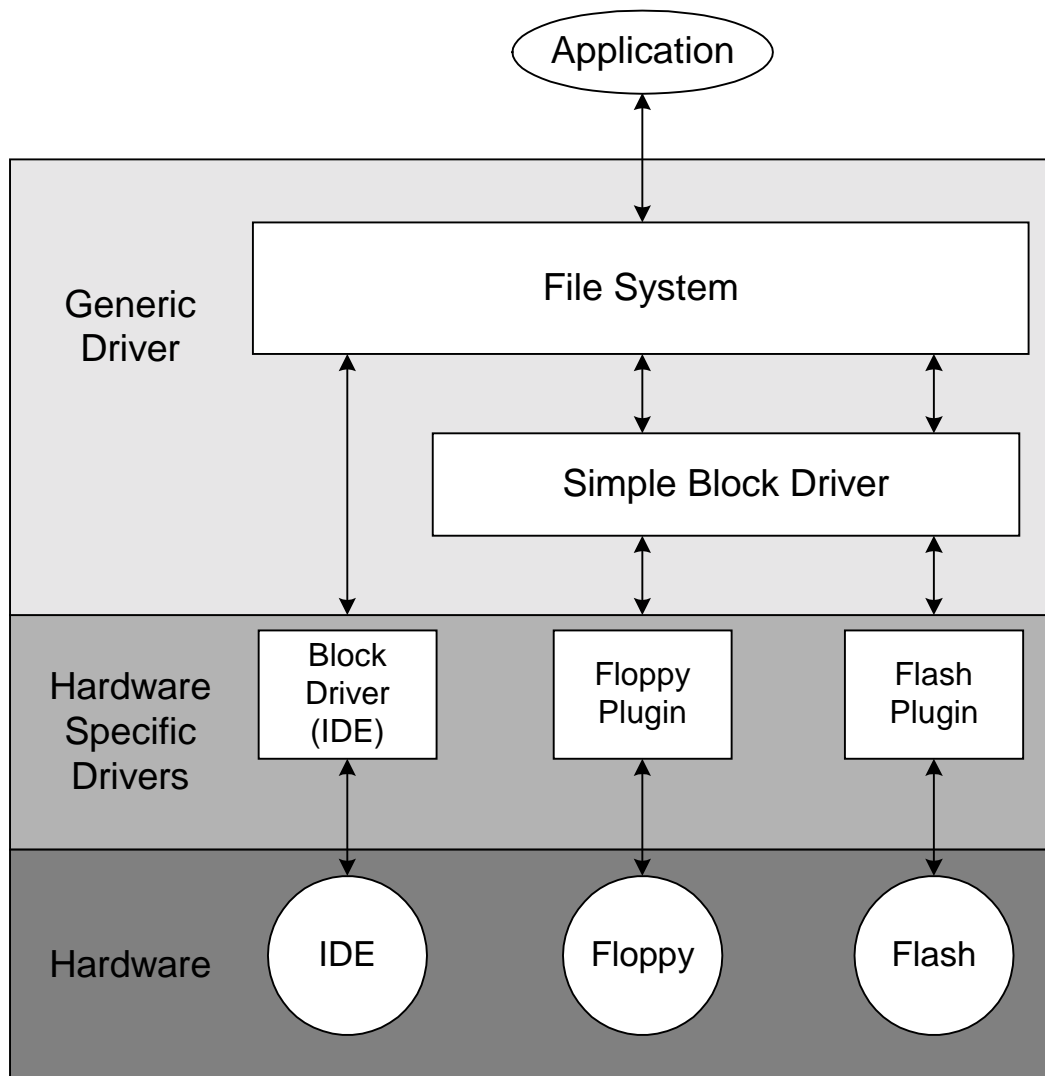 Application
File System
Generic
Driver
Simple Block Driver
Hardware
Specific
Drivers
Block
Driver
(IDE)
Floppy
Plugin
Flash
Plugin
Hardware
IDE
Floppy
Flash